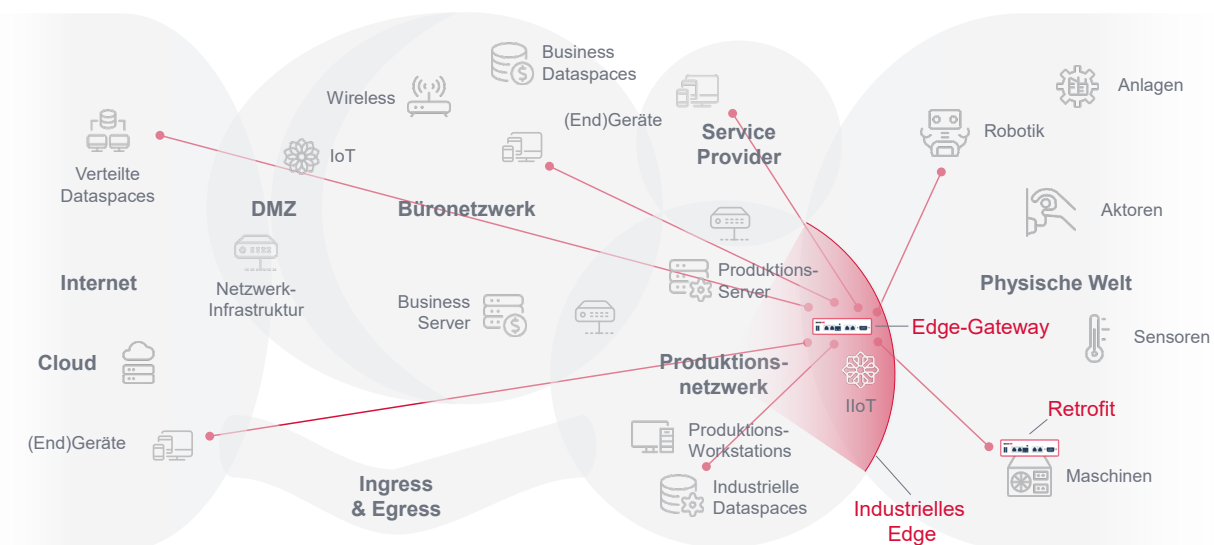 Business
Dataspaces
Wireless
(End)Geräte
Service
Provider
Anlagen
Robotik
IoT
Verteilte
Dataspaces
DMZ
Büronetzwerk
Aktoren
Internet
Netzwerk-
Infrastruktur
Business
Server
Produktions-
Server
Physische Welt
Edge-Gateway
Sensoren
Cloud
Produktions-
netzwerk
IIoT
Retrofit
(End)Geräte
Produktions-
Workstations
Maschinen
Ingress
& Egress
Industrielle
Dataspaces
Industrielles
Edge